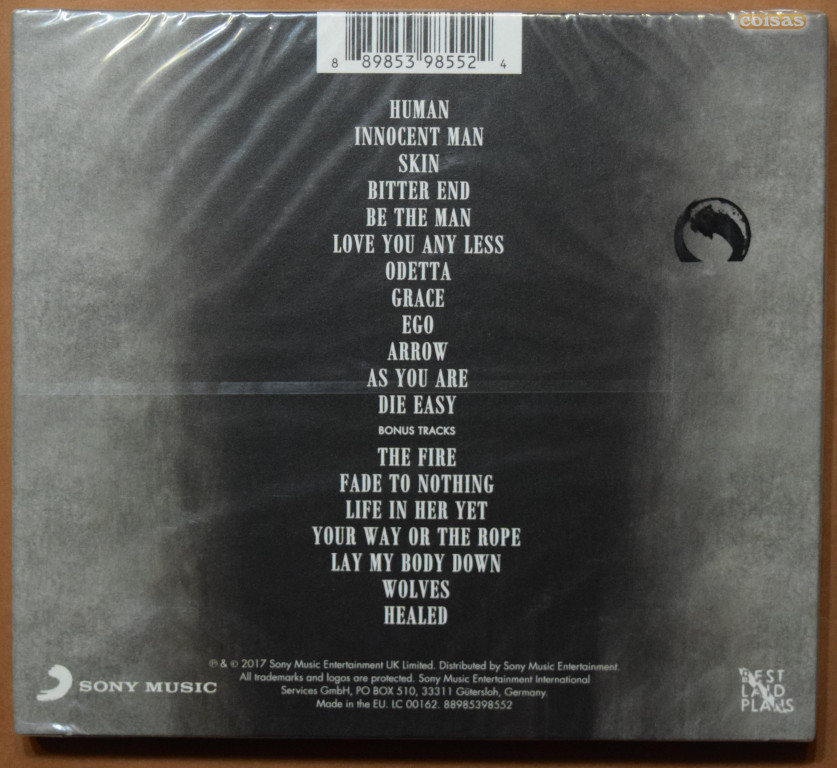 coisas
8 89853 98552 4
HUMAN
INNOCENT MAN
SKIN
BITTER END
BE THE MAN
LOVE YOU ANY LESS
ODETTA
GRACE
EGO
ARROW
AS YOU ARE
DIE EASY
BONUS TRACKS
THE FIRE
FADE TO NOTHING
LIFE IN HER YET
YOUR WAY OR THE ROPE
LAY MY BODY DOWN
WOLVES
HEALED
℗ & © 2017 Sony Music Entertainment UK Limited. Distributed by Sony Music Entertainment.
All trademarks and logos are protected. Sony Music Entertainment International
Services GmbH, PO BOX 510, 33311 Gütersloh, Germany.
Made in the EU. LC 00162. 88985398552
SONY MUSIC
BEST
LAID
PLANS